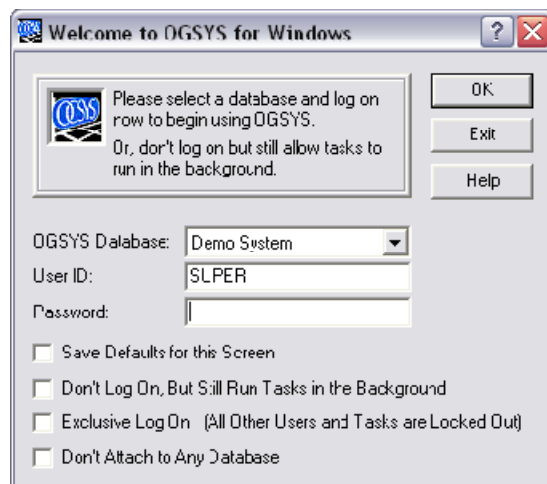 Welcome to OGSYS for Windows
Please select a database and log on
row to begin using OGSYS.
Or, don't log on but still allow tasks to
run in the background.
OK
Exit
Help
OGSYS Database: Demo System
User ID: SLPER
Password:
Save Defaults for this Screen
Don't Log On, But Still Run Tasks in the Background
Exclusive Log On (All Other Users and Tasks are Locked Out)
Don't Attach to Any Database